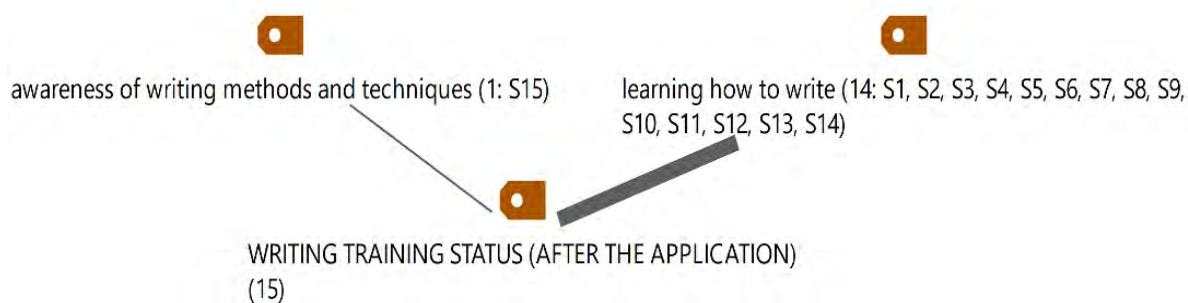 awareness of writing methods and techniques (1: S15)
learning how to write (14: S1, S2, S3, S4, S5, S6, S7, S8, S9,
S10, S11, S12, S13, S14)
WRITING TRAINING STATUS (AFTER THE APPLICATION)
(15)